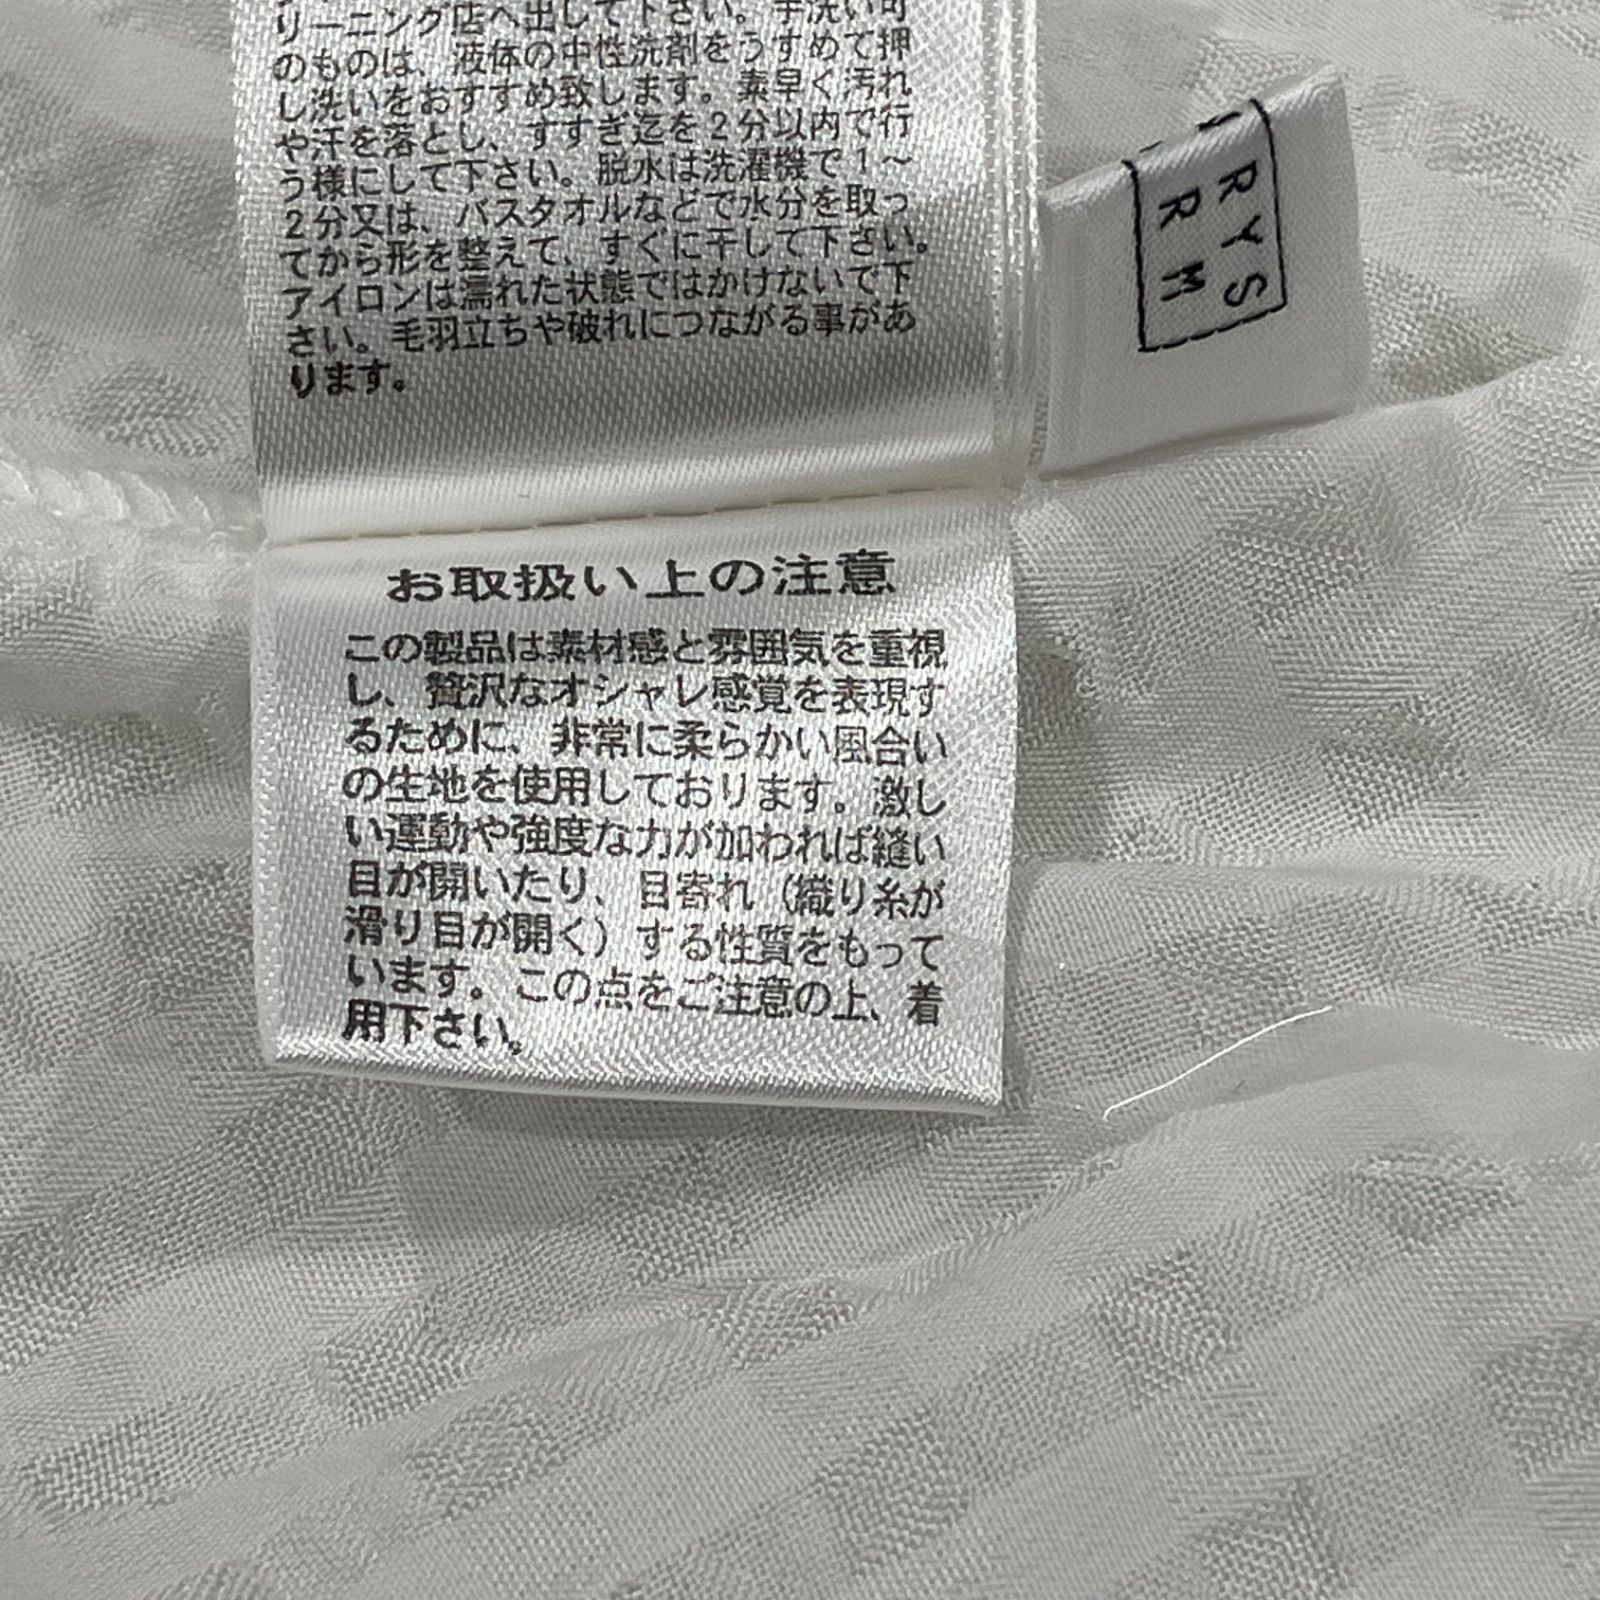 リーニング店へ出して下さい。手洗い可
のものは、液体の中性洗剤をうすめて押
し洗いをおすすめ致します。素早く汚れ
や汗を落とし、すすぎ迄を2分以内で行
う様にして下さい。脱水は洗濯機で1〜
2分又は、バスタオルなどで水分を取っ
てから形を整えて、すぐに干して下さい。
アイロンは濡れた状態ではかけないで下
さい。毛羽立ちや破れにつながる事があ
ります。
RYS
RM
お取扱い上の注意
この製品は素材感と雰囲気を重視
し、贅沢なオシャレ感覚を表現す
るために、非常に柔らかい風合い
の生地を使用しております。激し
い運動や強度な力が加われば縫い
目が開いたり、目寄れ（織り糸が
滑り目が開く）する性質をもって
います。この点をご注意の上、着
用下さい。